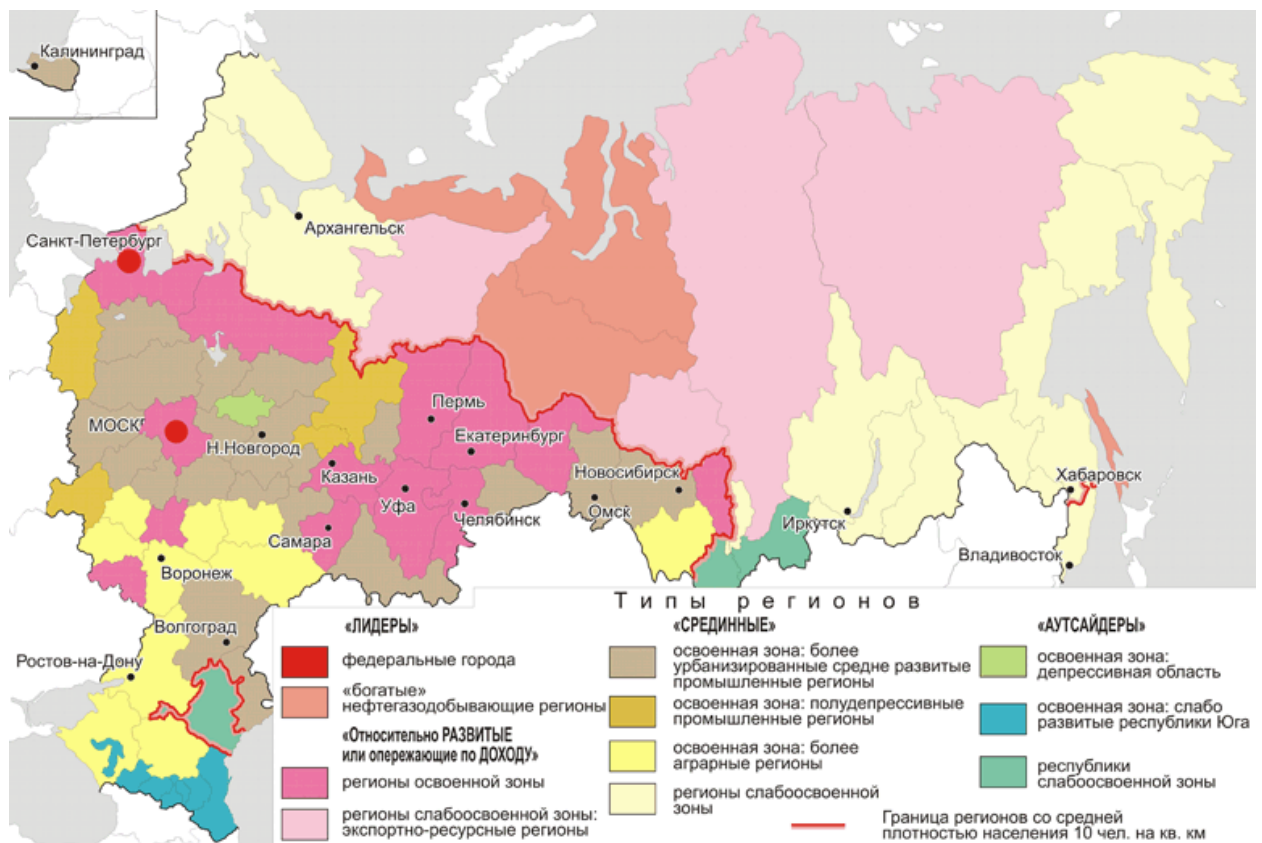 Калининград
Архангельск
Санкт-Петербург
МОСК
Н.Новгород
Пермь
Екатеринбург
Казань
Уфа
Челябинск
Самара
Новосибирск
Омск
Иркутск
Хабаровск
Владивосток
Воронеж
Волгоград
Ростов-на-Дону
Типы регионов
«ЛИДЕРЫ»
федеральные города
«богатые»
нефтегазодобывающие регионы
«Относительно РАЗВИТЫЕ
или опережающие по ДОХОДУ»
регионы освоенной зоны
регионы слабоосвоенной зоны:
экспортно-ресурсные регионы
«СРЕДИННЫЕ»
освоенная зона: более
урбанизированные средне развитые
промышленные регионы
освоенная зона: полудепрессивные
промышленные регионы
освоенная зона: более
аграрные регионы
регионы слабоосвоенной
зоны
«АУТСАЙДЕРЫ»
освоенная зона:
депрессивная область
освоенная зона: слабо
развитые республики Юга
республики
слабоосвоенной зоны
Граница регионов со средней
плотностью населения 10 чел. на кв. км